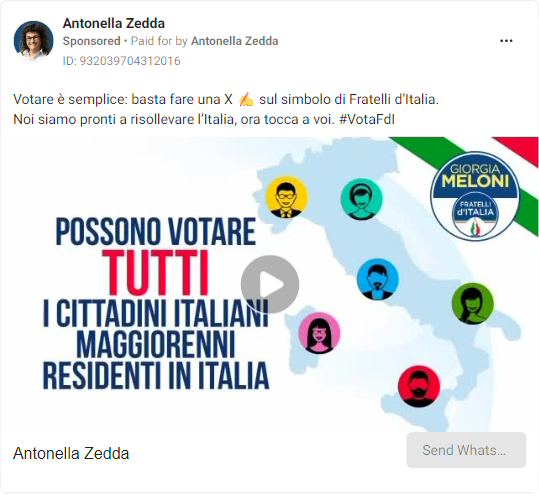 Antonella Zedda
Sponsored • Paid for by Antonella Zedda
ID: 932039704312016
Votare è semplice: basta fare una X ✍ sul simbolo di Fratelli d'Italia.
Noi siamo pronti a risollevare l'Italia, ora tocca a voi. #VotaFdI
GIORGIA
MELONI
FRATELLI
d'ITALIA
POSSONO VOTARE
TUTTI
I CITTADINI ITALIANI
MAGGIORENNI
RESIDENTI IN ITALIA
Antonella Zedda
Send Whats...